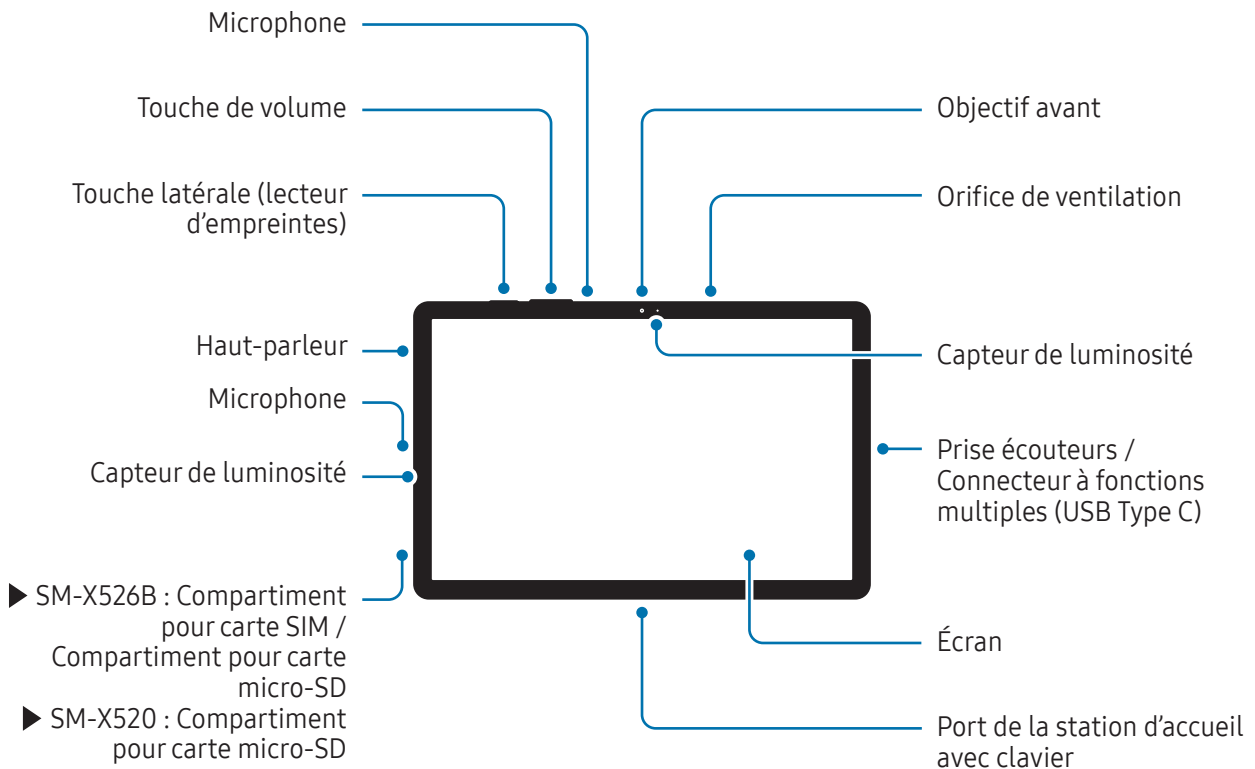 Microphone
Touche de volume
Touche latérale (lecteur
d’empreintes)
Haut-parleur
Microphone
Capteur de luminosité
▶ SM-X526B : Compartiment
pour carte SIM /
Compartiment pour carte
micro-SD
▶ SM-X520 : Compartiment
pour carte micro-SD
Objectif avant
Orifice de ventilation
Capteur de luminosité
Prise écouteurs /
Connecteur à fonctions
multiples (USB Type C)
Écran
Port de la station d’accueil
avec clavier